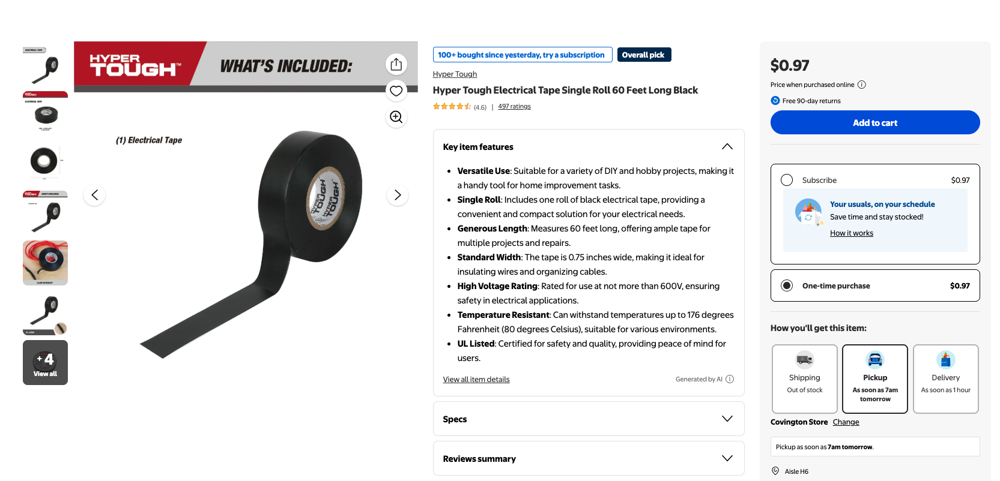 ELECTRICAL TAPE
TOUGH
ELECTRICAL TAPE
TOUGH WHAT'S INCLUDED:
FLAME RESISTANT
UL LISTED
+4
View all
HYPER
TOUGH™
WHAT'S INCLUDED:
(1) Electrical Tape
HYPER
TOUGH
HYPER
TOUGH
100+ bought since yesterday, try a subscription
Overall pick
Hyper Tough
Hyper Tough Electrical Tape Single Roll 60 Feet Long Black
(4.6) | 497 ratings
Key item features
• Versatile Use: Suitable for a variety of DIY and hobby projects, making it
a handy tool for home improvement tasks.
• Single Roll: Includes one roll of black electrical tape, providing a
convenient and compact solution for your electrical needs.
• Generous Length: Measures 60 feet long, offering ample tape for
multiple projects and repairs.
• Standard Width: The tape is 0.75 inches wide, making it ideal for
insulating wires and organizing cables.
• High Voltage Rating: Rated for use at not more than 600V, ensuring
safety in electrical applications.
• Temperature Resistant: Can withstand temperatures up to 176 degrees
Fahrenheit (80 degrees Celsius), suitable for various environments.
• UL Listed: Certified for safety and quality, providing peace of mind for
users.
View all item details
Generated by AI
Specs
Reviews summary
$0.97
Price when purchased online
Free 90-day returns
Add to cart
Subscribe $0.97
Your usuals, on your schedule
Save time and stay stocked!
How it works
One-time purchase $0.97
How you'll get this item:
Shipping
Out of stock
Pickup
As soon as 7am
tomorrow
Delivery
As soon as 1 hour
Covington Store Change
Pickup as soon as 7am tomorrow.
Aisle H6